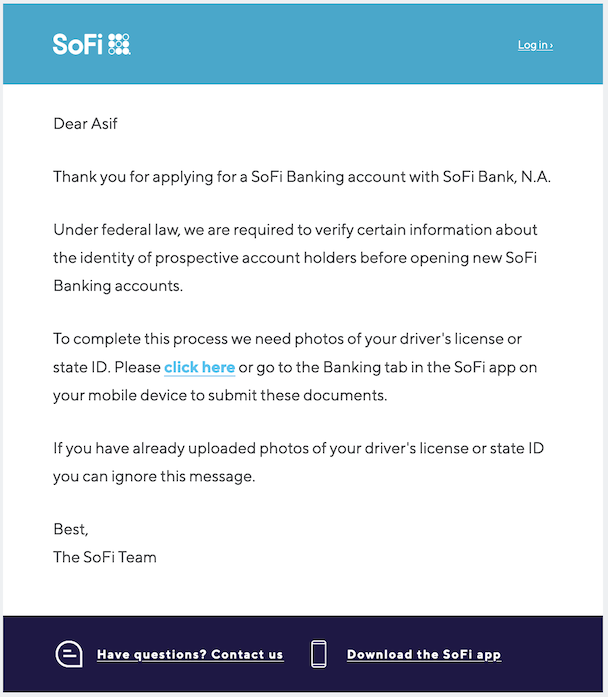 SoFi
Log in ›
Dear Asif
Thank you for applying for a SoFi Banking account with SoFi Bank, N.A.
Under federal law, we are required to verify certain information about
the identity of prospective account holders before opening new SoFi
Banking accounts.
To complete this process we need photos of your driver's license or
state ID. Please click here or go to the Banking tab in the SoFi app on
your mobile device to submit these documents.
If you have already uploaded photos of your driver's license or state ID
you can ignore this message.
Best,
The SoFi Team
Have questions? Contact us
Download the SoFi app